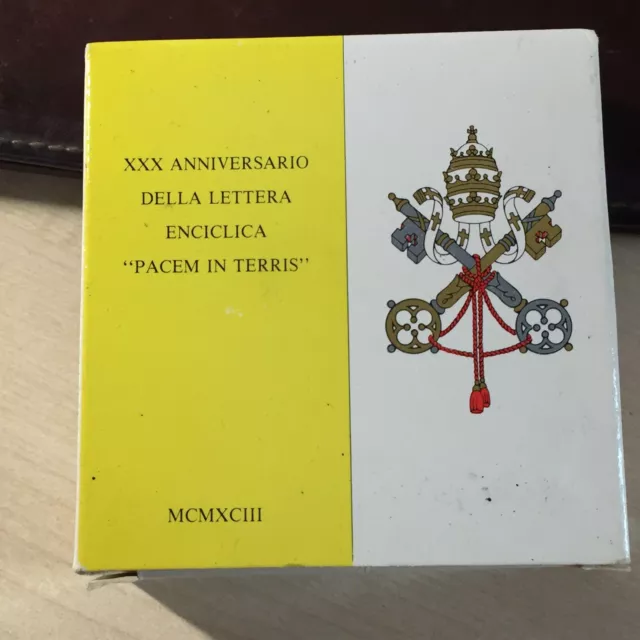 XXX ANNIVERSARIO
DELLA LETTERA
ENCICLICA
“PACEM IN TERRIS”
MCMXCIII